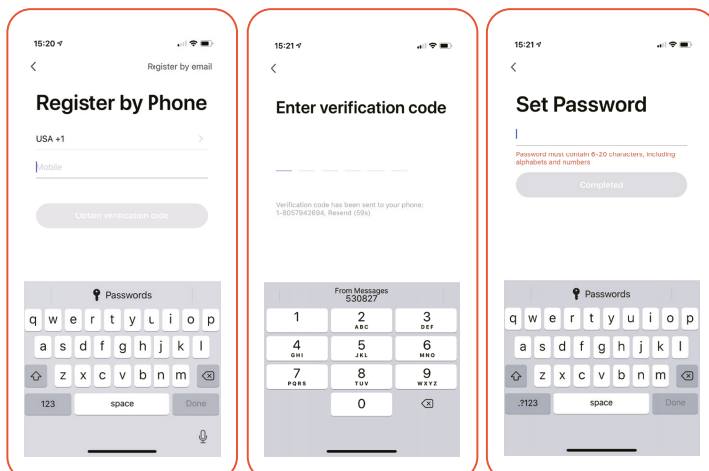 15:20
Register by email
Register by Phone
USA +1
Mobile
Obtain verification code
Passwords
q w e r t y u i o p
a s d f g h j k l
z x c v b n m
123 space Done
15:21
Enter verification code
Verification code has been sent to your phone:
1-8057942694, Resend (59s)
From Messages
530827
1 2 3
ABC DEF
4 5 6
GHI JKL MNO
7 8 9
PQRS TUV WXYZ
0
15:21
Set Password
Password must contain 6-20 characters, including
alphabets and numbers
Completed
Passwords
q w e r t y u i o p
a s d f g h j k l
z x c v b n m
.?123 space Done